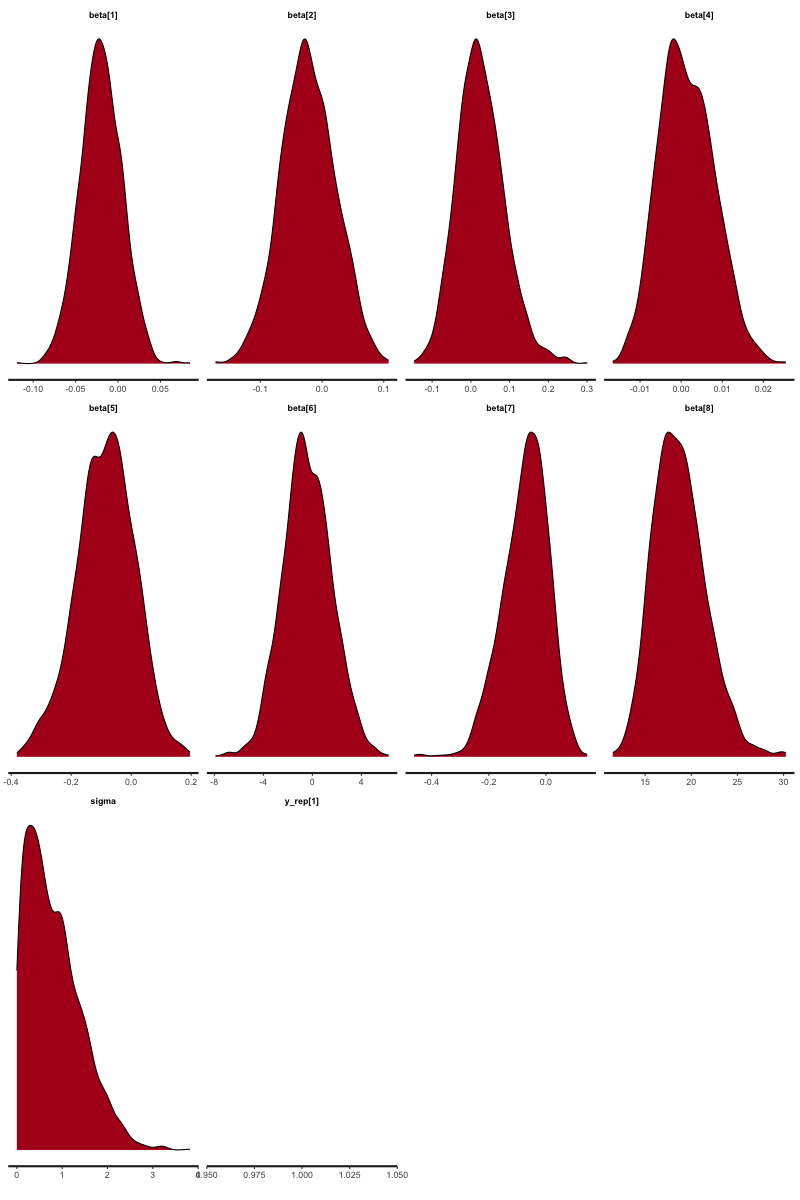 beta[1] beta[2] beta[3] beta[4]
-0.10 -0.05 0.00 0.05 -0.1 0.0 0.1 -0.1 0.0 0.1 0.2 0.3 -0.01 0.00 0.01 0.02
beta[5] beta[6] beta[7] beta[8]
-0.4 -0.2 0.0 0.2 -8 -4 0 4 -0.4 -0.2 0.0 15 20 25 30
sigma y_rep[1]
0 1 2 3 4 0.950 0.975 1.000 1.025 1.050